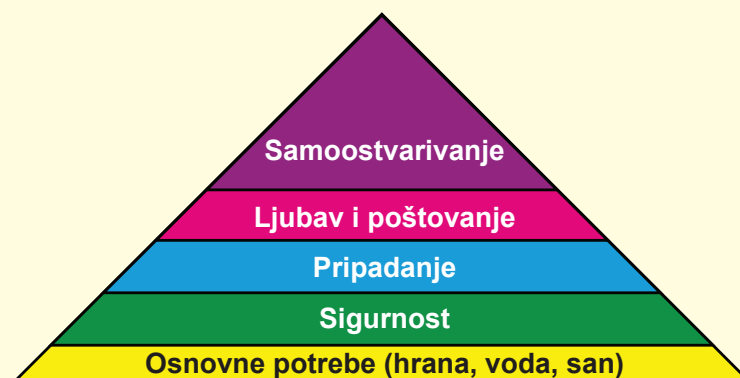 Samoostvarivanje
Ljubav i poštovanje
Pripadanje
Sigurnost
Osnovne potrebe (hrana, voda, san)